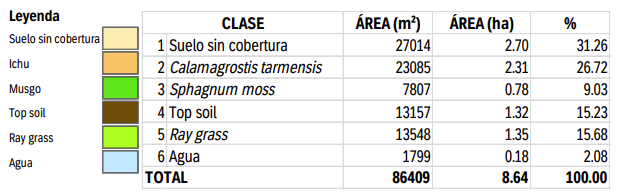 Leyenda
Suelo sin cobertura
Ichu
Musgo
Top soil
Ray grass
Agua
CLASE ÁREA (m²) ÁREA (ha) %
1 Suelo sin cobertura 27014 2.70 31.26
2 Calamagrostis tarmensis 23085 2.31 26.72
3 Sphagnum moss 7807 0.78 9.03
4 Top soil 13157 1.32 15.23
5 Ray grass 13548 1.35 15.68
6 Agua 1799 0.18 2.08
TOTAL 86409 8.64 100.00